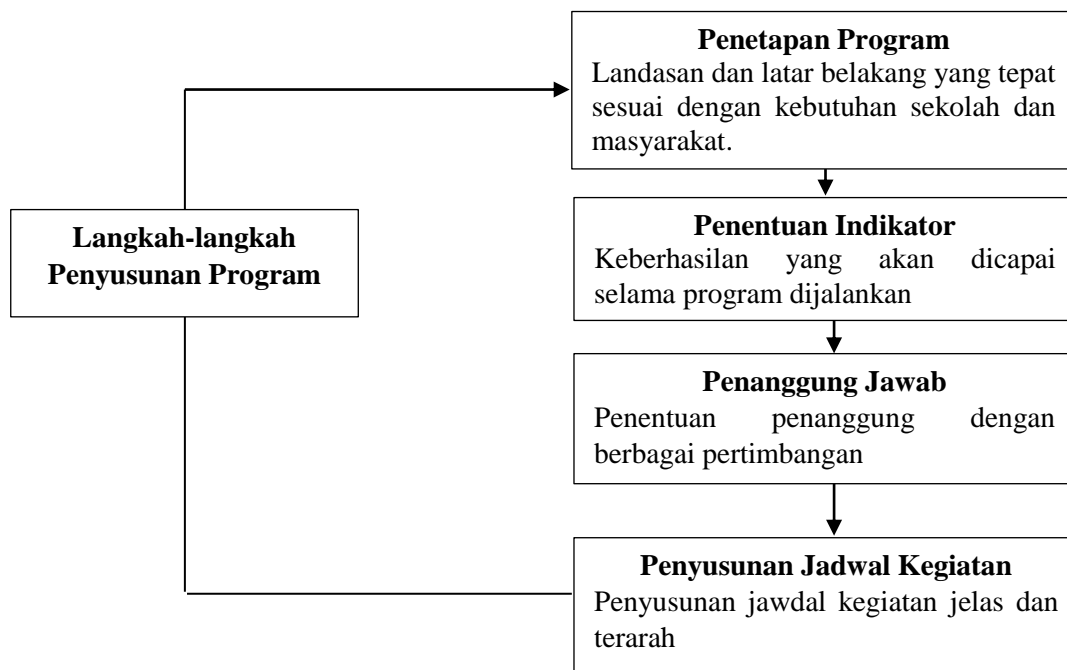 Penetapan Program
Landasan dan latar belakang yang tepat
sesuai dengan kebutuhan sekolah dan
masyarakat.
Langkah-langkah
Penyusunan Program
Penentuan Indikator
Keberhasilan yang akan dicapai
selama program dijalankan
Penanggung Jawab
Penentuan penanggung dengan
berbagai pertimbangan
Penyusunan Jadwal Kegiatan
Penyusunan jawdal kegiatan jelas dan
terarah